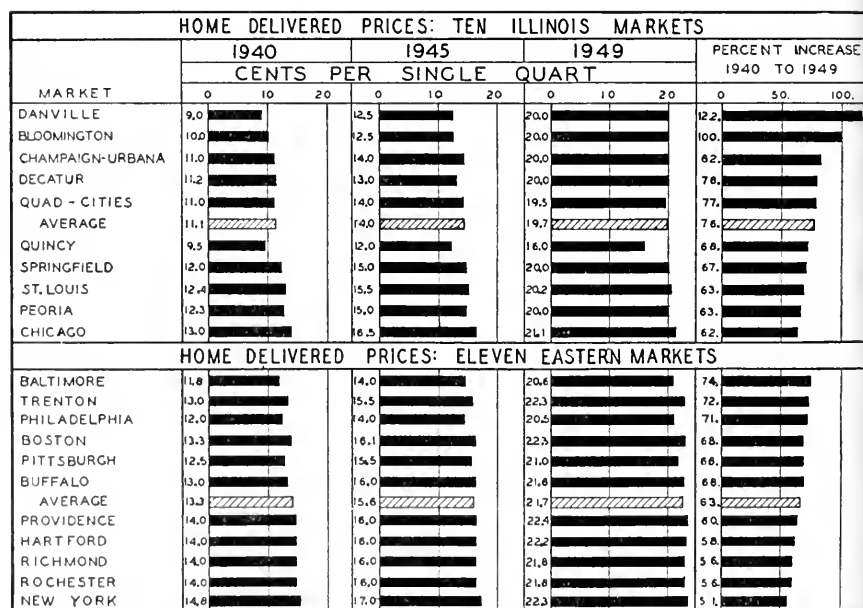 HOME DELIVERED PRICES: TEN ILLINOIS MARKETS
1940 1945 1949 PERCENT INCREASE
CENTS PER SINGLE QUART 1940 TO 1949
MARKET 0 10 20 0 10 20 0 10 20 0 50. 100.
DANVILLE 9.0 12.5 20.0 12.2.
BLOOMINGTON 10.0 12.5 20.0 100.
CHAMPAIGN-URBANA 11.0 14.0 20.0 82.
DECATUR 11.2 13.0 20.0 78.
QUAD-CITIES 11.0 14.0 19.5 77.
AVERAGE 11.1 14.0 19.7 76.
QUINCY 9.5 12.0 16.0 68.
SPRINGFIELD 12.0 15.0 20.0 67.
ST. LOUIS 12.4 15.5 20.2 63.
PEORIA 12.3 15.0 20.0 63.
CHICAGO 13.0 16.5 21.1 62.
HOME DELIVERED PRICES: ELEVEN EASTERN MARKETS
BALTIMORE 11.8 14.0 20.6 74.
TRENTON 13.0 15.5 22.3 72.
PHILADELPHIA 12.0 14.0 20.5 71.
BOSTON 13.3 16.1 22.3 68.
PITTSBURGH 12.5 15.5 21.0 68.
BUFFALO 13.0 16.0 21.8 68.
AVERAGE 13.3 15.6 21.7 63.
PROVIDENCE 14.0 16.0 22.4 60.
HARTFORD 14.0 16.0 22.2 58.
RICHMOND 14.0 16.0 21.8 56.
ROCHESTER 14.0 16.0 21.8 56.
NEW YORK 14.8 17.0 22.3 51.